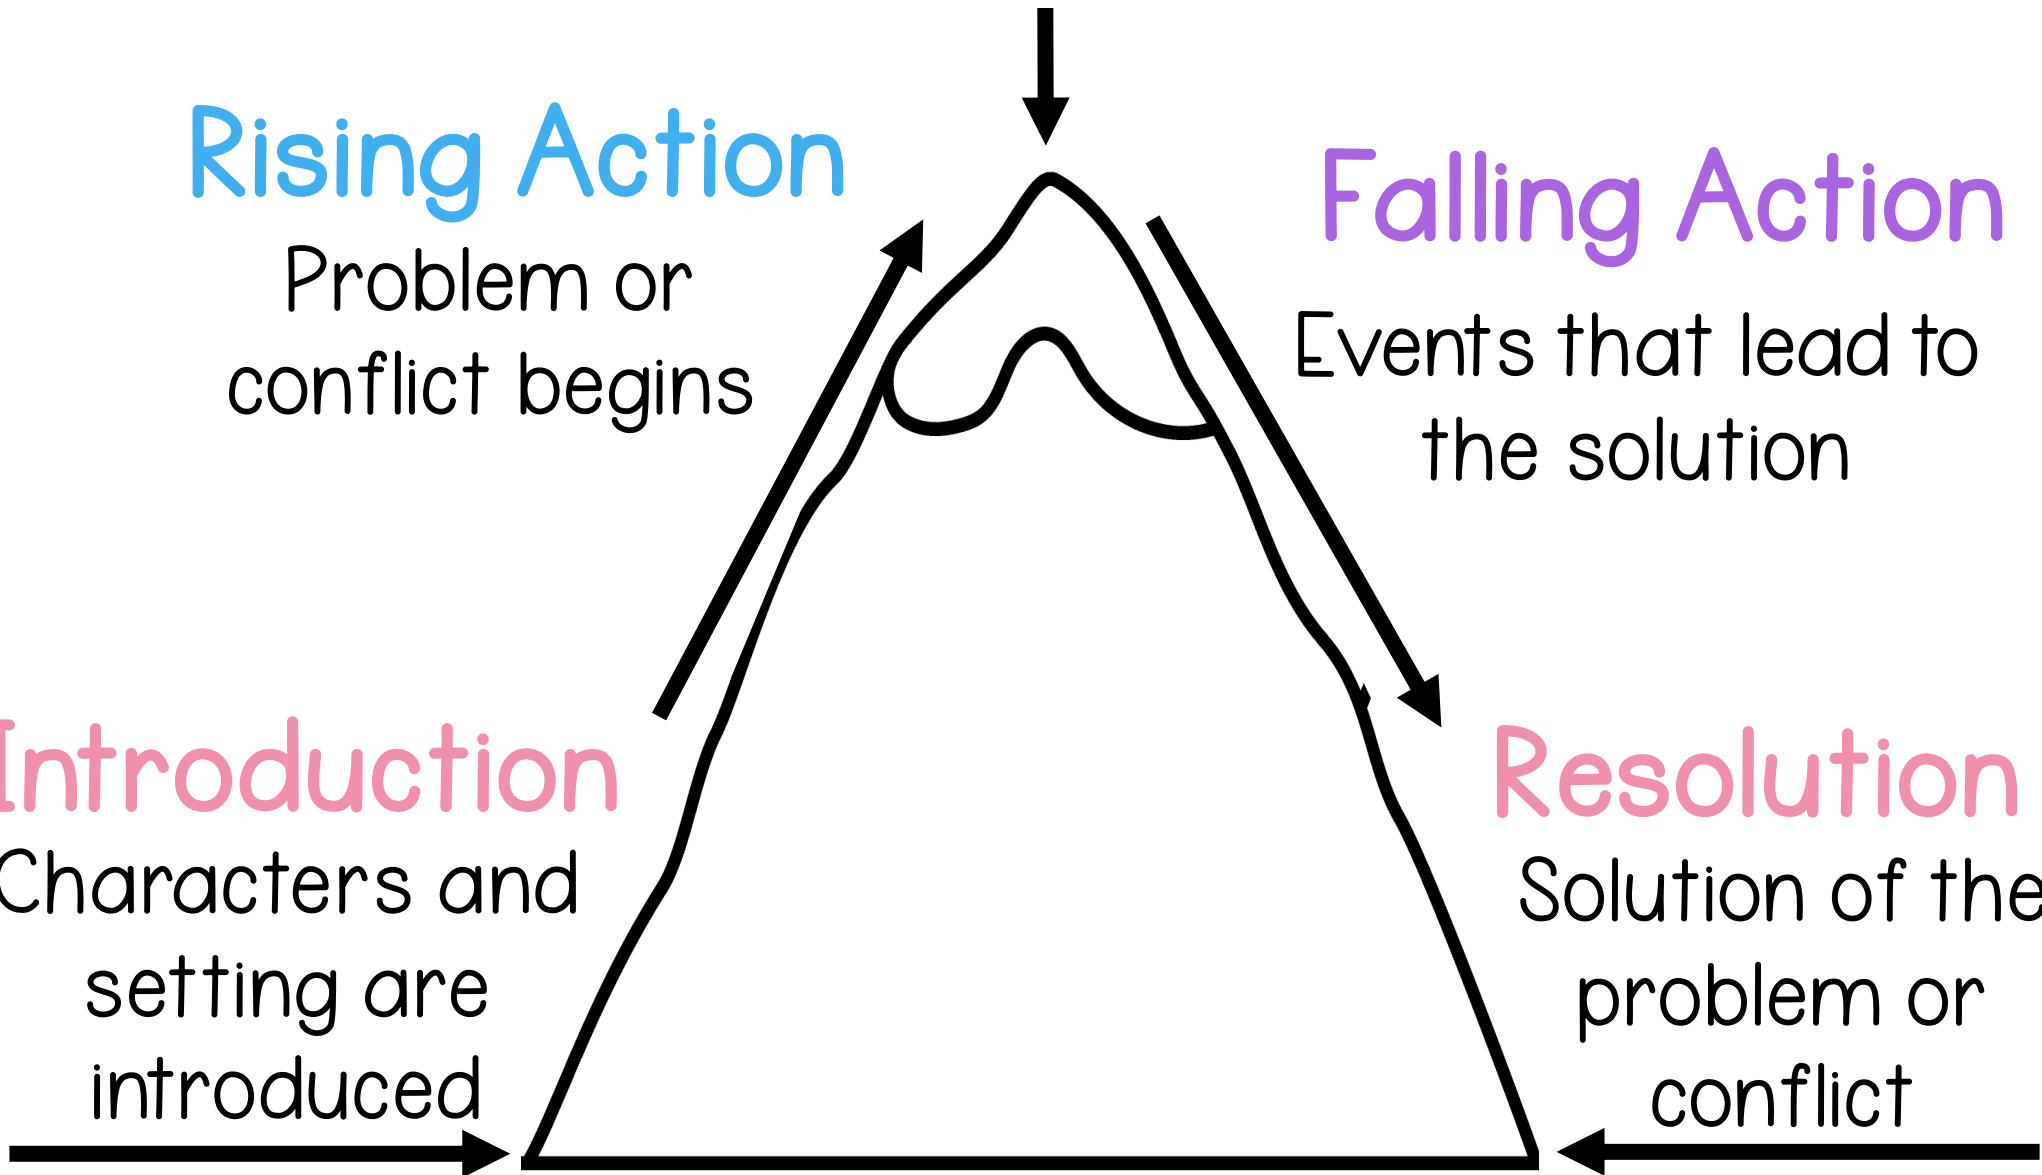 Rising Action
Problem or
conflict begins
Falling Action
Events that lead to
the solution
Introduction
Characters and
setting are
introduced
Resolution
Solution of the
problem or
conflict